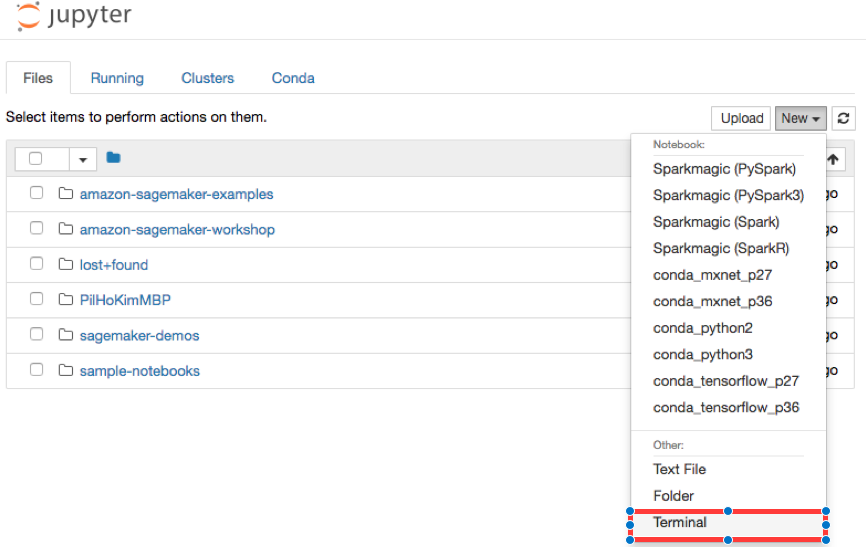 jupyter
Files Running Clusters Conda
Select items to perform actions on them.
Upload New
Notebook:
Sparkmagic (PySpark)
Sparkmagic (PySpark3)
Sparkmagic (Spark)
Sparkmagic (SparkR)
conda_mxnet_p27
conda_mxnet_p36
conda_python2
conda_python3
conda_tensorflow_p27
conda_tensorflow_p36
Other:
Text File
Folder
Terminal
amazon-sagemaker-examples
amazon-sagemaker-workshop
lost+found
PilHoKimMBP
sagemaker-demos
sample-notebooks